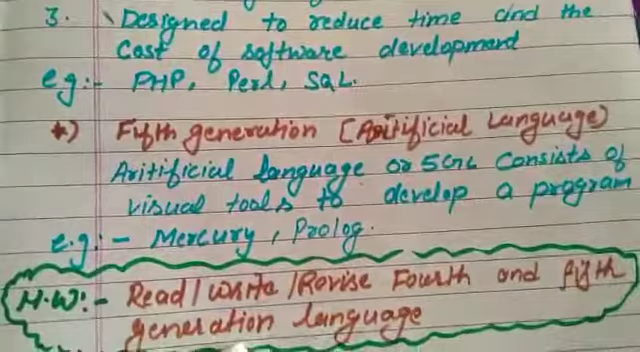 3. Designed to reduce time and the
Cost of software development
e.g:- PHP, Perl, SQL.
*) Fifth generation [Aritificial Language)
Aritificial language or 5GL Consists of
visual tools to develop a program
e.g:- Mercury, Prolog.
H.W:- Read/write/Revise Fourth and fifth
generation language